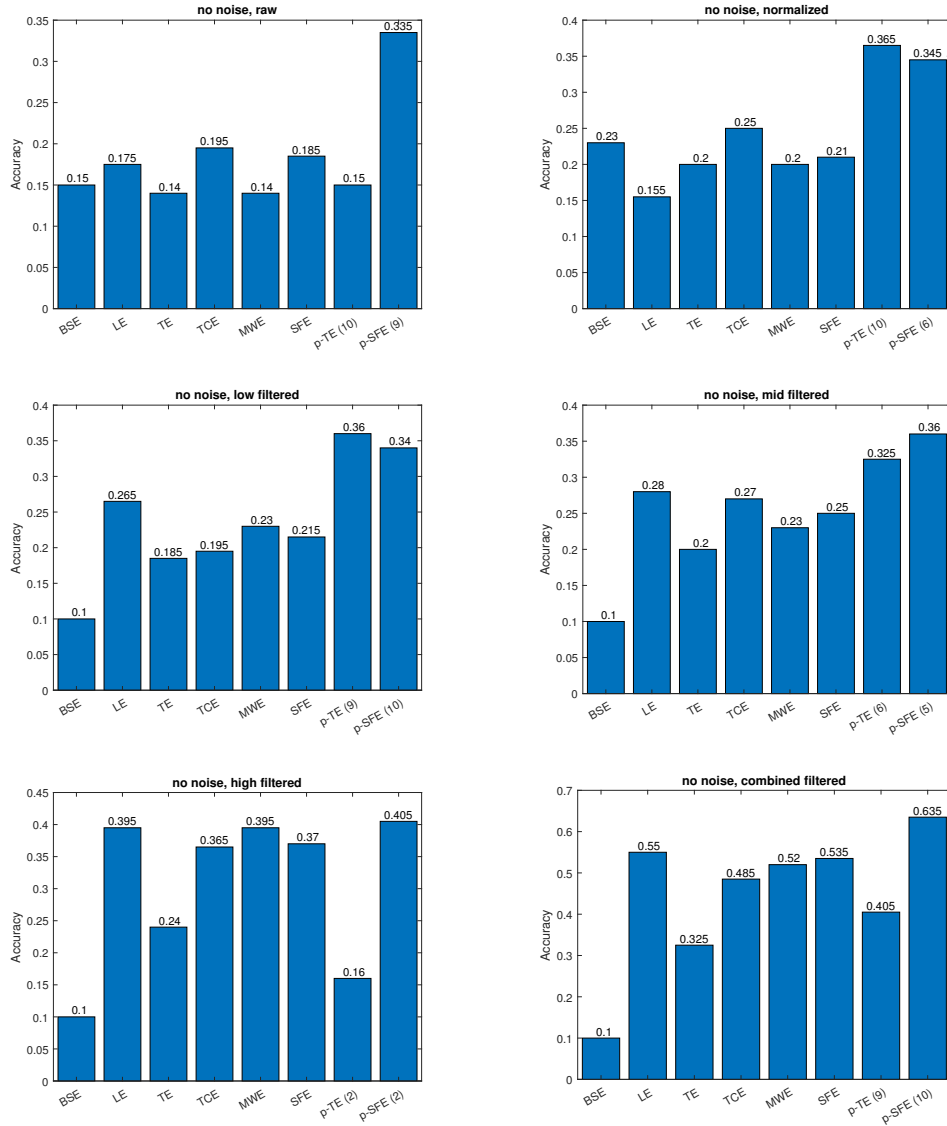 no noise, raw
Accuracy
0.35
0.3
0.25
0.2
0.15
0.1
0.05
0
0.15
0.175
0.14
0.195
0.14
0.185
0.15
0.335
BSE
LE
TE
TCE
MWE
SFE
p-TE (10)
p-SFE (9)
no noise, normalized
Accuracy
0.4
0.35
0.3
0.25
0.2
0.15
0.1
0.05
0
0.23
0.155
0.2
0.25
0.2
0.21
0.365
0.345
BSE
LE
TE
TCE
MWE
SFE
p-TE (10)
p-SFE (6)
no noise, low filtered
Accuracy
0.4
0.35
0.3
0.25
0.2
0.15
0.1
0.05
0
0.1
0.265
0.185
0.195
0.23
0.215
0.36
0.34
BSE
LE
TE
TCE
MWE
SFE
p-TE (9)
p-SFE (10)
no noise, mid filtered
Accuracy
0.4
0.35
0.3
0.25
0.2
0.15
0.1
0.05
0
0.1
0.28
0.2
0.27
0.23
0.25
0.325
0.36
BSE
LE
TE
TCE
MWE
SFE
p-TE (6)
p-SFE (5)
no noise, high filtered
Accuracy
0.45
0.4
0.35
0.3
0.25
0.2
0.15
0.1
0.05
0
0.1
0.395
0.24
0.365
0.395
0.37
0.16
0.405
BSE
LE
TE
TCE
MWE
SFE
p-TE (2)
p-SFE (2)
no noise, combined filtered
Accuracy
0.7
0.6
0.5
0.4
0.3
0.2
0.1
0
0.1
0.55
0.325
0.485
0.52
0.535
0.405
0.635
BSE
LE
TE
TCE
MWE
SFE
p-TE (9)
p-SFE (10)